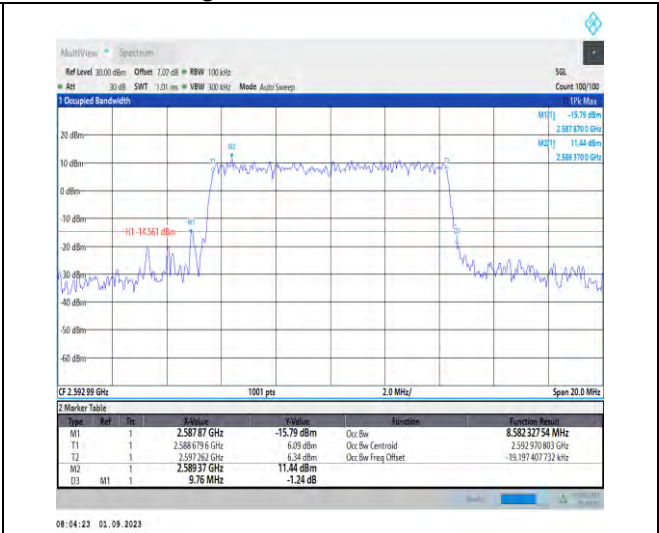 MultiView Spectrum
Ref Level 30.00 dBm Offset 7.07 dB RBW 100 kHz SGL
Att 30 dB SWT 1.01 ms VBW 300 kHz Mode Auto Sweep Count 100/100
1 Occupied Bandwidth 1Pk Max
M1[1] -15.79 dBm
2.587 870 0 GHz
20 dBm M2[1] 11.44 dBm
M2 2.589 370 0 GHz
10 dBm T1
0 dBm
-10 dBm M1
H1 -14.561 dBm
-20 dBm
-30 dBm
-40 dBm
-50 dBm
-60 dBm
CF 2.592 99 GHz 1001 pts 2.0 MHz/ Span 20.0 MHz
2 Marker Table
Type Ref Trc X-Value Y-Value Function Function Result
M1 1 2.587 87 GHz -15.79 dBm Occ Bw 8.582 327 54 MHz
T1 1 2.588 679 6 GHz 6.09 dBm Occ Bw Centroid 2.592 970 803 GHz
T2 1 2.597 262 GHz 6.34 dBm Occ Bw Freq Offset -19.197 407 732 kHz
M2 1 2.589 37 GHz 11.44 dBm
D3 M1 1 9.76 MHz -1.24 dB
08:04:23 01.09.2023